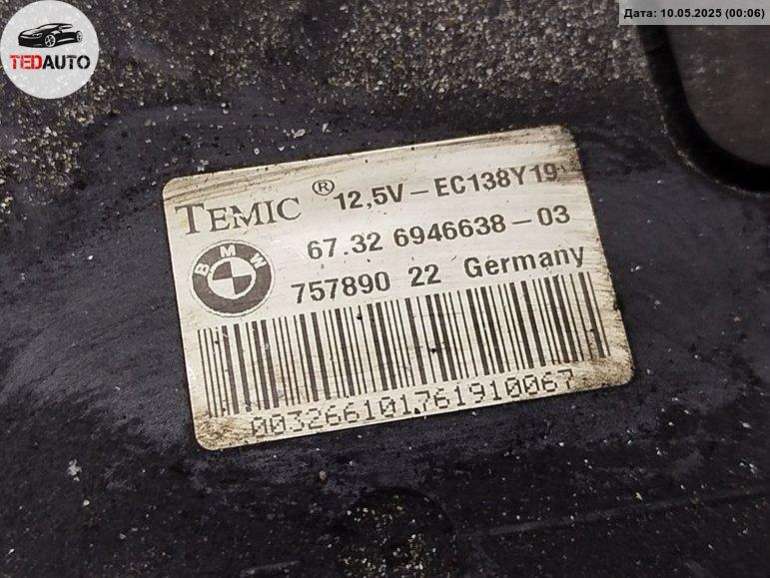 TEDAUTO
Дата: 10.05.2025 (00:06)
TEMIC ® 12,5V – EC138Y19
67.32 6946638 – 03
BMW
757890 22 Germany
003266101761910067